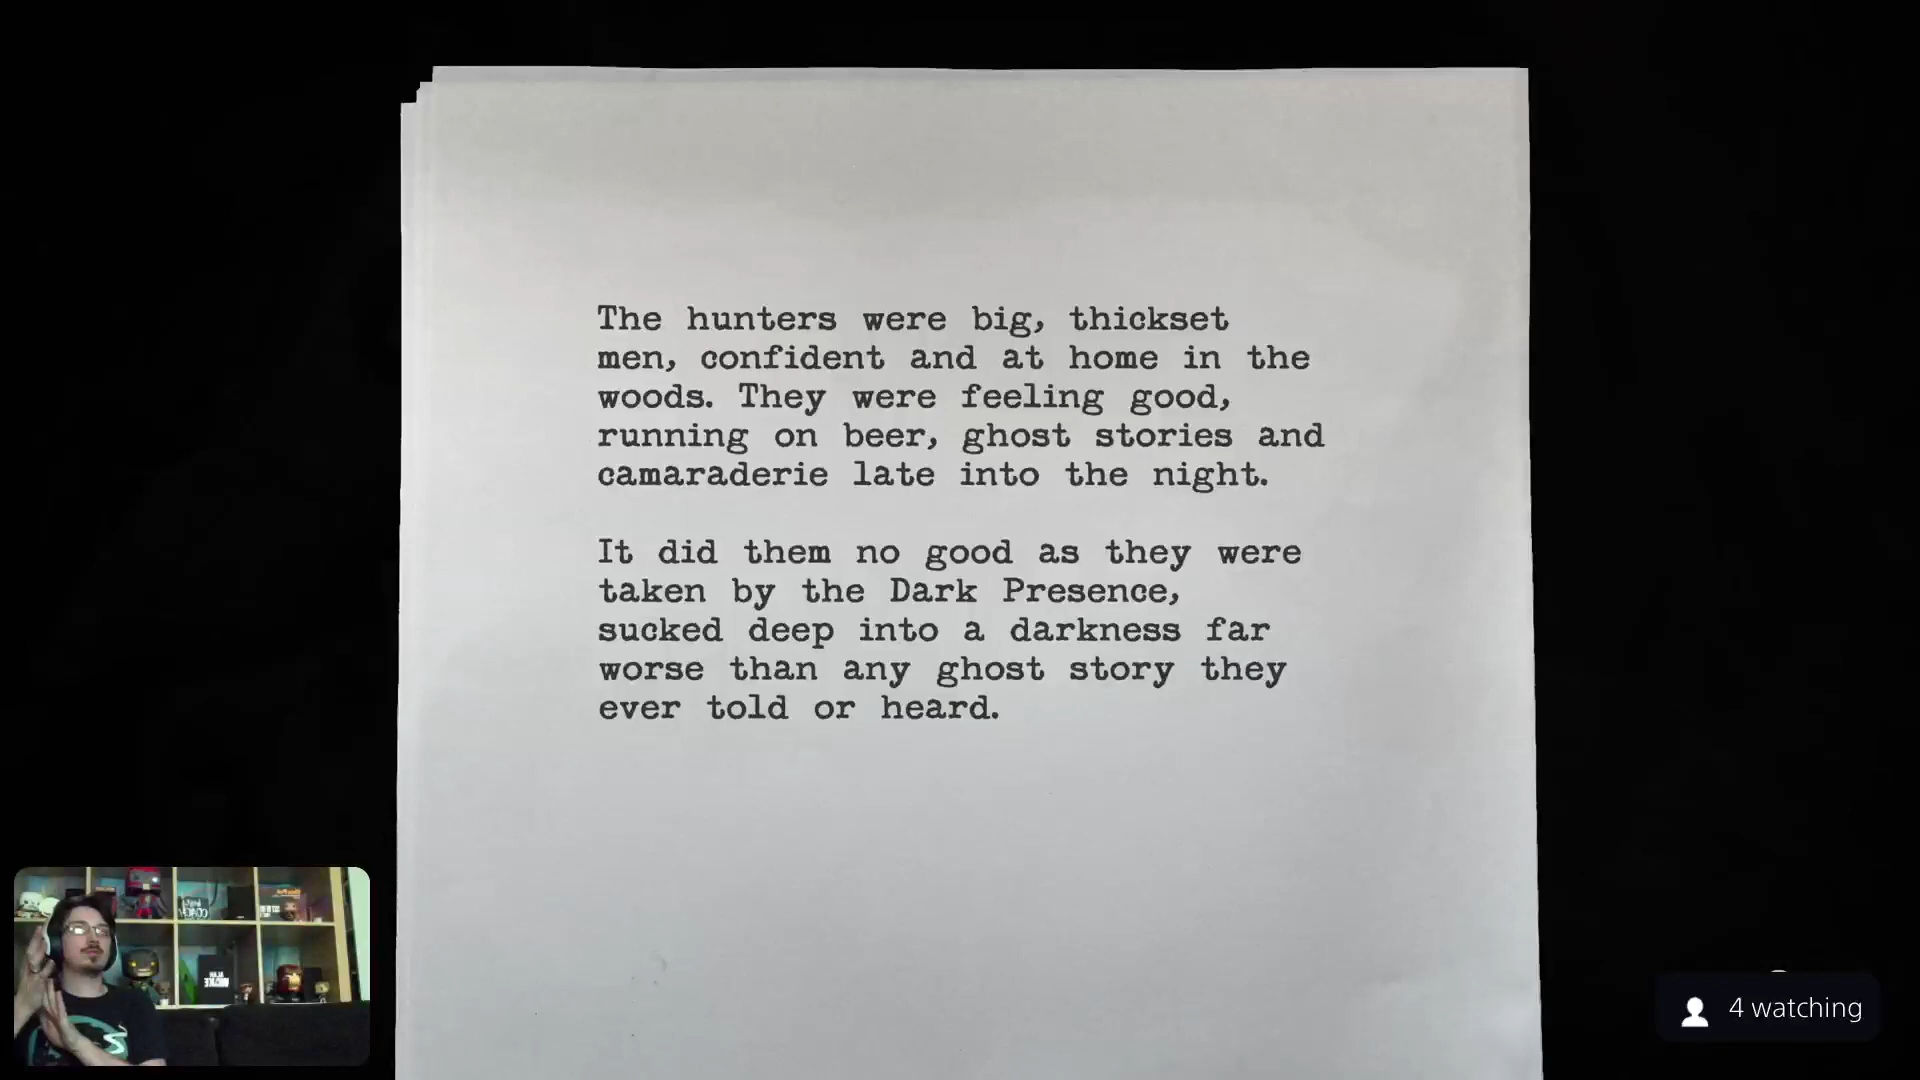 The hunters were big, thickset
men, confident and at home in the
woods. They were feeling good,
running on beer, ghost stories and
camaraderie late into the night.
It did them no good as they were
taken by the Dark Presence,
sucked deep into a darkness far
worse than any ghost story they
ever told or heard.
4 watching